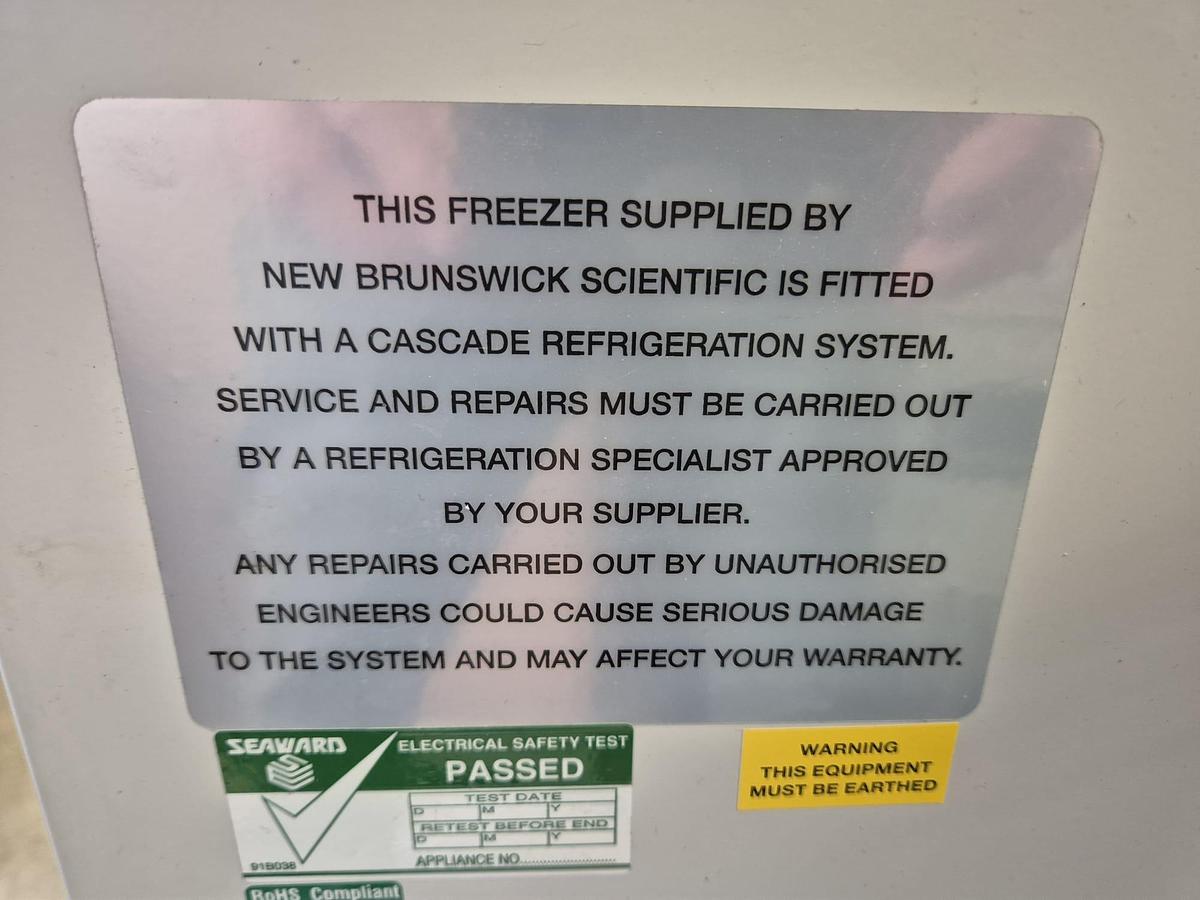 THIS FREEZER SUPPLIED BY
NEW BRUNSWICK SCIENTIFIC IS FITTED
WITH A CASCADE REFRIGERATION SYSTEM.
SERVICE AND REPAIRS MUST BE CARRIED OUT
BY A REFRIGERATION SPECIALIST APPROVED
BY YOUR SUPPLIER.
ANY REPAIRS CARRIED OUT BY UNAUTHORISED
ENGINEERS COULD CAUSE SERIOUS DAMAGE
TO THE SYSTEM AND MAY AFFECT YOUR WARRANTY.
SEAWARD
ELECTRICAL SAFETY TEST
PASSED
TEST DATE
D M Y
RETEST BEFORE END
D M Y
APPLIANCE NO.......................
91B036
RoHS Compliant
WARNING
THIS EQUIPMENT
MUST BE EARTHED